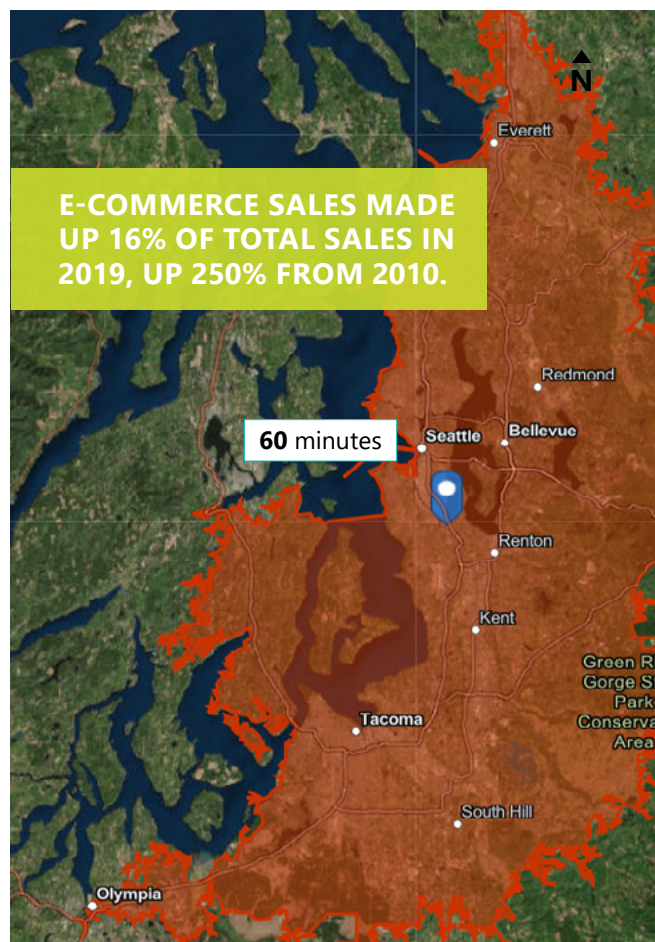 N
Everett
E-COMMERCE SALES MADE
UP 16% OF TOTAL SALES IN
2019, UP 250% FROM 2010.
Redmond
60 minutes
Seattle
Bellevue
Renton
Kent
Green R
Gorge S
Park
Conserva
Area
Tacoma
South Hill
Olympia